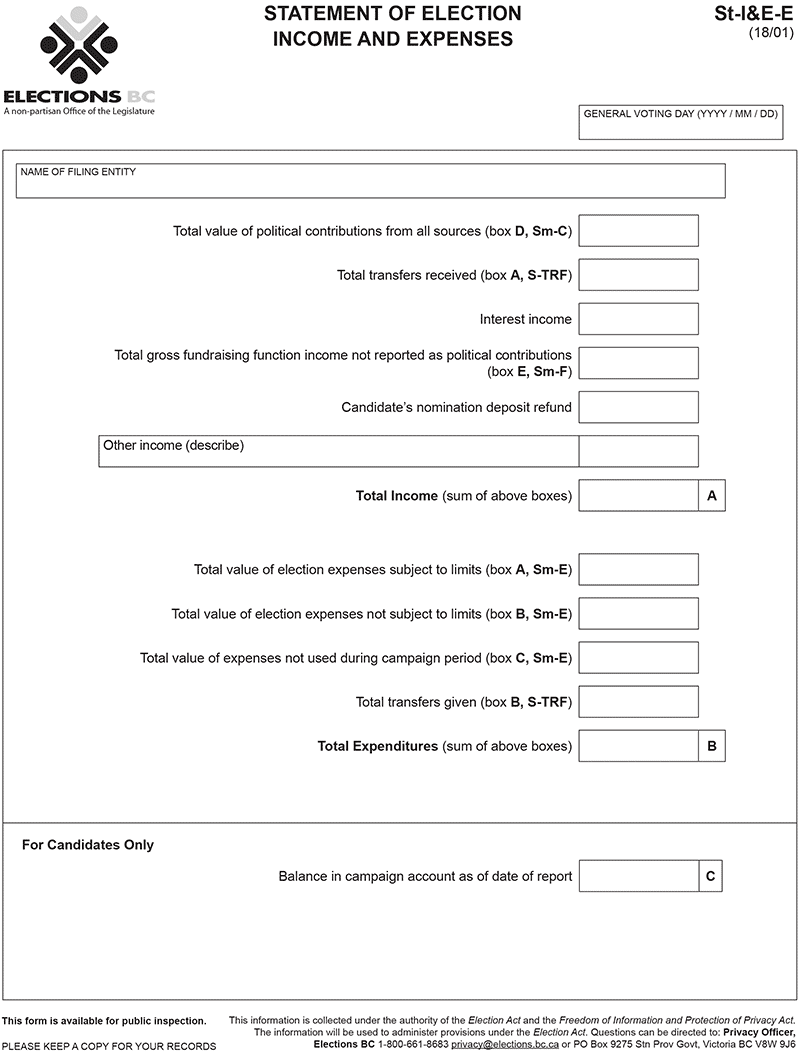 STATEMENT OF ELECTION
INCOME AND EXPENSES
St-I&E-E
(18/01)
ELECTIONS BC
A non-partisan Office of the Legislature
GENERAL VOTING DAY (YYYY / MM / DD)
NAME OF FILING ENTITY
Total value of political contributions from all sources (box D, Sm-C)
Total transfers received (box A, S-TRF)
Interest income
Total gross fundraising function income not reported as political contributions
(box E, Sm-F)
Candidate's nomination deposit refund
Other income (describe)
Total Income (sum of above boxes)
A
Total value of election expenses subject to limits (box A, Sm-E)
Total value of election expenses not subject to limits (box B, Sm-E)
Total value of expenses not used during campaign period (box C, Sm-E)
Total transfers given (box B, S-TRF)
Total Expenditures (sum of above boxes)
B
For Candidates Only
Balance in campaign account as of date of report
C
This form is available for public inspection.
PLEASE KEEP A COPY FOR YOUR RECORDS
This information is collected under the authority of the Election Act and the Freedom of Information and Protection of Privacy Act.
The information will be used to administer provisions under the Election Act. Questions can be directed to: Privacy Officer,
Elections BC 1-800-661-8683 privacy@elections.bc.ca or PO Box 9275 Stn Prov Govt, Victoria BC V8W 9J6